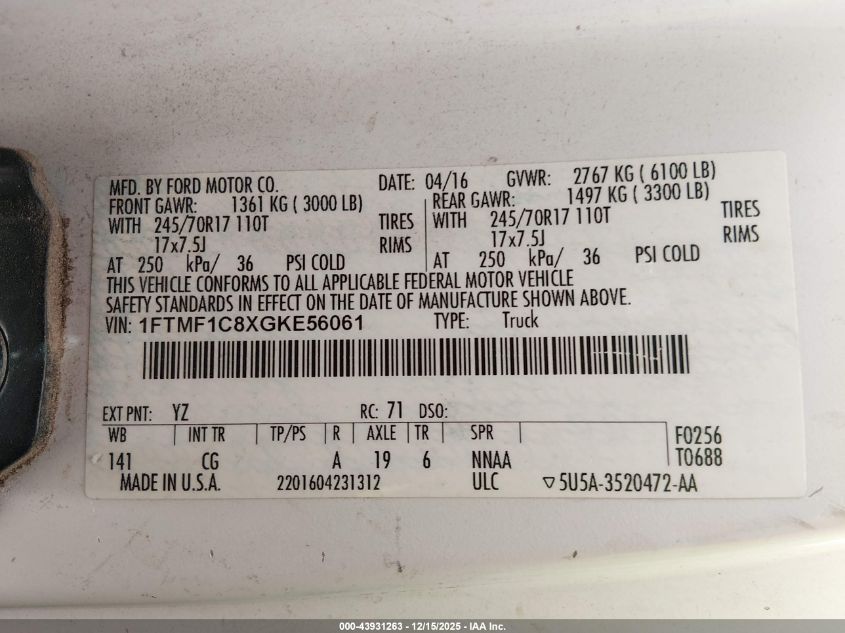 MFD. BY FORD MOTOR CO. DATE: 04/16 GVWR: 2767 KG ( 6100 LB)
FRONT GAWR: 1361 KG ( 3000 LB) REAR GAWR: 1497 KG ( 3300 LB)
WITH 245/70R17 110T TIRES WITH 245/70R17 110T TIRES
17x7.5J RIMS 17x7.5J RIMS
AT 250 kPa/ 36 PSI COLD AT 250 kPa/ 36 PSI COLD
THIS VEHICLE CONFORMS TO ALL APPLICABLE FEDERAL MOTOR VEHICLE
SAFETY STANDARDS IN EFFECT ON THE DATE OF MANUFACTURE SHOWN ABOVE.
VIN: 1FTMF1C8XGKE56061 TYPE: Truck
EXT PNT: YZ RC: 71 DSO:
WB INT TR TP/PS R AXLE TR SPR F0256
141 CG A 19 6 NNAA T0688
MADE IN U.S.A. 2201604231312 ULC ▽5U5A-3520472-AA
000-43931263 - 12/15/2025 - IAA Inc.